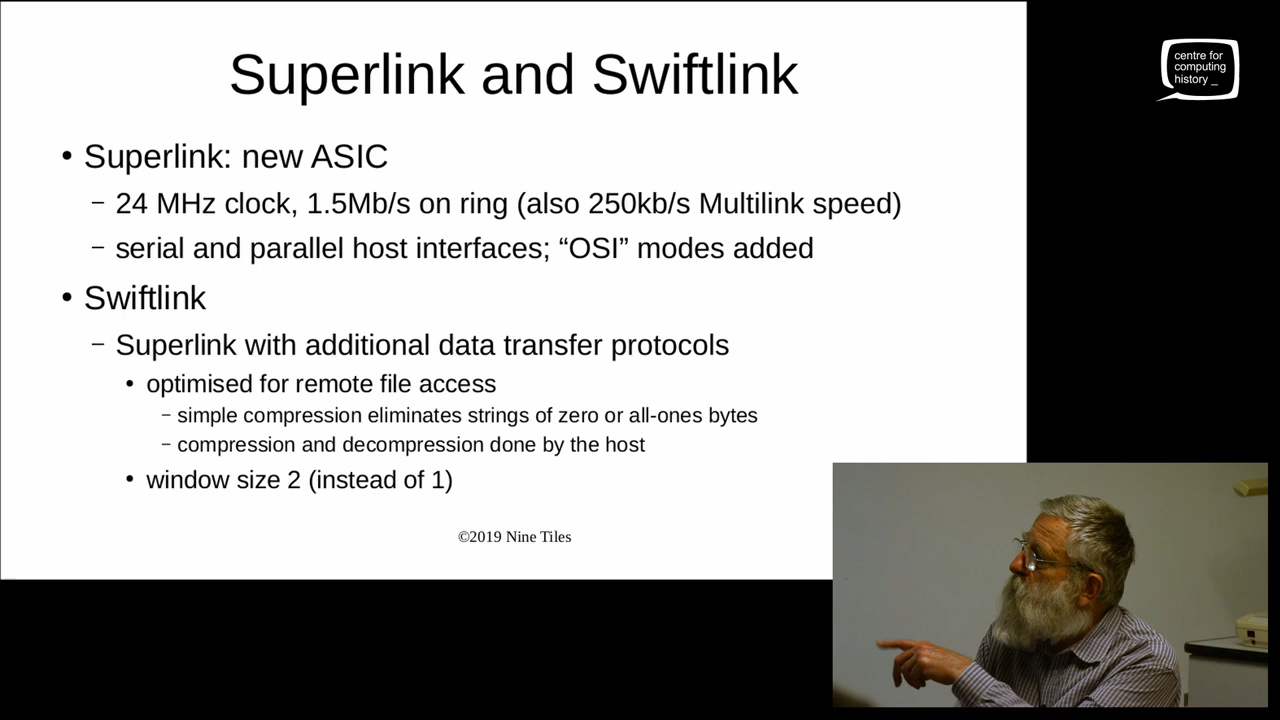 Superlink and Swiftlink
• Superlink: new ASIC
– 24 MHz clock, 1.5Mb/s on ring (also 250kb/s Multilink speed)
– serial and parallel host interfaces; “OSI” modes added
• Swiftlink
– Superlink with additional data transfer protocols
• optimised for remote file access
– simple compression eliminates strings of zero or all-ones bytes
– compression and decompression done by the host
• window size 2 (instead of 1)
©2019 Nine Tiles
centre for
computing
history _